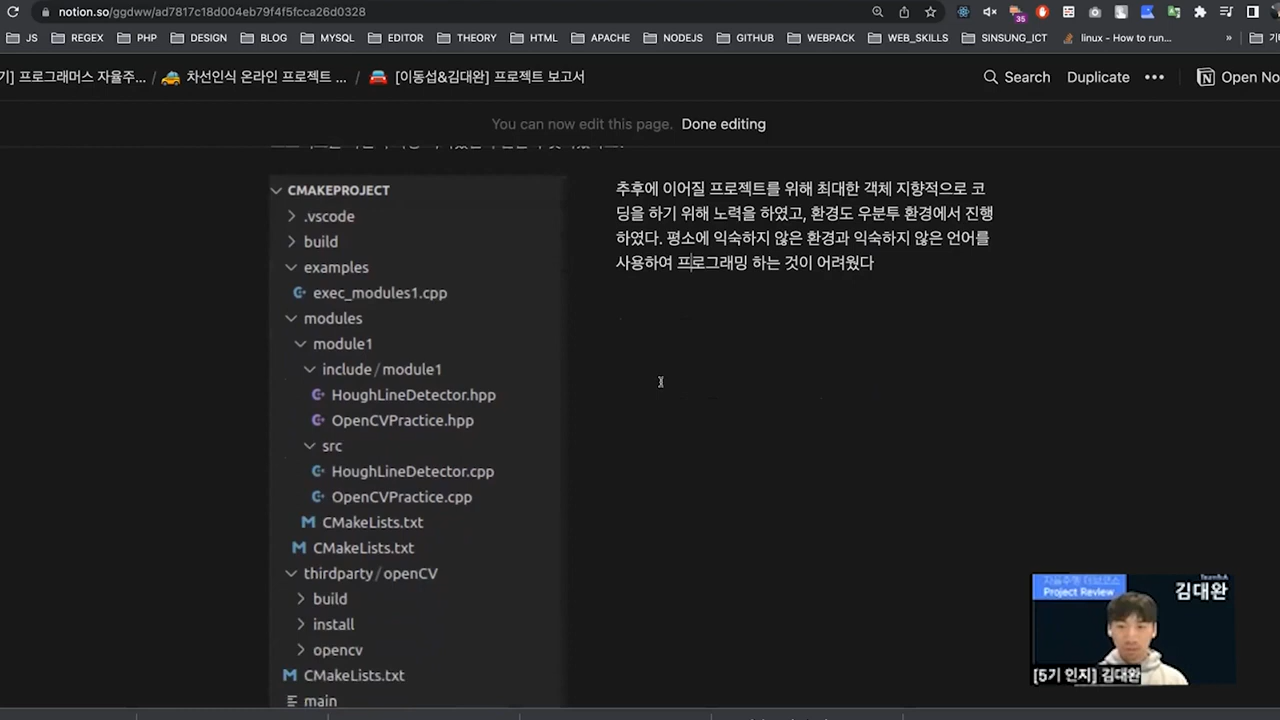 notion.so/ggdww/ad7817c18d004eb79f4f5fcca26d0328
35
JS REGEX PHP DESIGN BLOG MYSQL EDITOR THEORY HTML APACHE NODEJS GITHUB WEBPACK WEB_SKILLS SINSUNG_ICT linux - How to run... »
기] 프로그래머스 자율주... / 차선인식 온라인 프로젝트 ... / [이동섭&김대완] 프로젝트 보고서 Search Duplicate ••• Open No
You can now edit this page. Done editing
CMAKEPROJECT
.vscode
build
examples
exec_modules1.cpp
modules
module1
include / module1
HoughLineDetector.hpp
OpenCVPractice.hpp
src
HoughLineDetector.cpp
OpenCVPractice.cpp
CMakeLists.txt
CMakeLists.txt
thirdparty / openCV
build
install
opencv
CMakeLists.txt
main
추후에 이어질 프로젝트를 위해 최대한 객체 지향적으로 코
딩을 하기 위해 노력을 하였고, 환경도 우분투 환경에서 진행
하였다. 평소에 익숙하지 않은 환경과 익숙하지 않은 언어를
사용하여 프로그래밍 하는 것이 어려웠다
자율주행 데브코스
Project Review
김대완
[5기 인지] 김대완